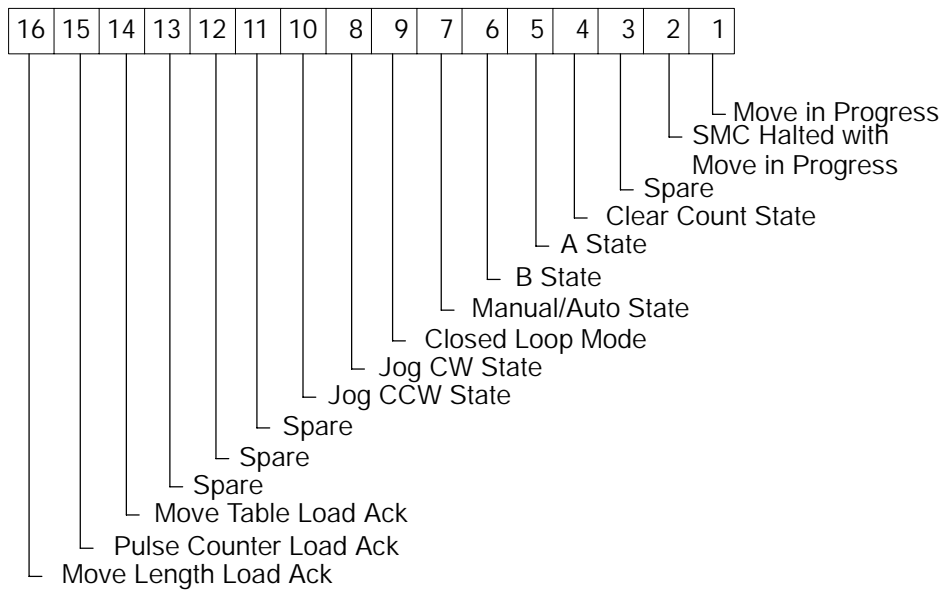 16 15 14 13 12 11 10 8 9 7 6 5 4 3 2 1
Move in Progress
SMC Halted with
Move in Progress
Spare
Clear Count State
A State
B State
Manual/Auto State
Closed Loop Mode
Jog CW State
Jog CCW State
Spare
Spare
Spare
Move Table Load Ack
Pulse Counter Load Ack
Move Length Load Ack